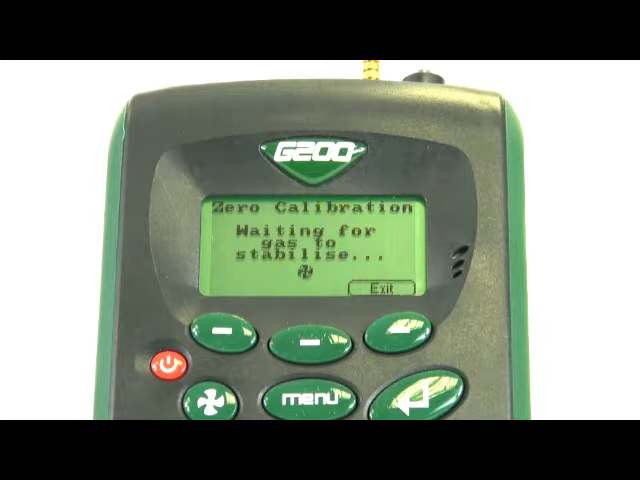 G200
Zero Calibration
Waiting for
gas to
stabilise...
Exit
menu